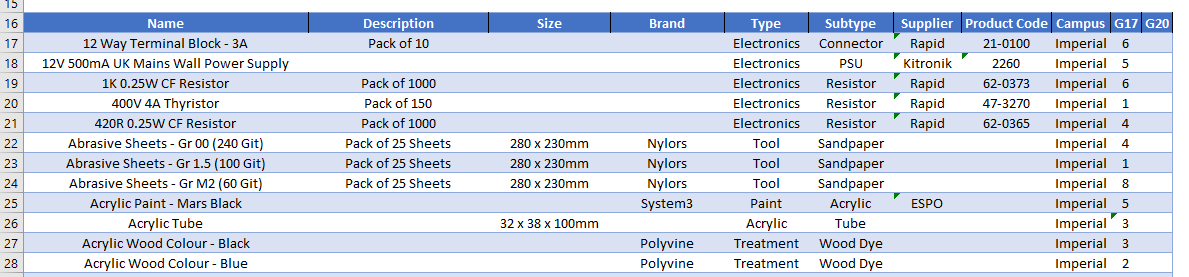 15
16 Name Description Size Brand Type Subtype Supplier Product Code Campus G17 G20
17 12 Way Terminal Block - 3A Pack of 10 Electronics Connector Rapid 21-0100 Imperial 6
18 12V 500mA UK Mains Wall Power Supply Electronics PSU Kitronik 2260 Imperial 5
19 1K 0.25W CF Resistor Pack of 1000 Electronics Resistor Rapid 62-0373 Imperial 6
20 400V 4A Thyristor Pack of 150 Electronics Resistor Rapid 47-3270 Imperial 1
21 420R 0.25W CF Resistor Pack of 1000 Electronics Resistor Rapid 62-0365 Imperial 4
22 Abrasive Sheets - Gr 00 (240 Git) Pack of 25 Sheets 280 x 230mm Nylors Tool Sandpaper Imperial 4
23 Abrasive Sheets - Gr 1.5 (100 Git) Pack of 25 Sheets 280 x 230mm Nylors Tool Sandpaper Imperial 1
24 Abrasive Sheets - Gr M2 (60 Git) Pack of 25 Sheets 280 x 230mm Nylors Tool Sandpaper Imperial 8
25 Acrylic Paint - Mars Black System3 Paint Acrylic ESPO Imperial 5
26 Acrylic Tube 32 x 38 x 100mm Acrylic Tube Imperial 3
27 Acrylic Wood Colour - Black Polyvine Treatment Wood Dye Imperial 3
28 Acrylic Wood Colour - Blue Polyvine Treatment Wood Dye Imperial 2